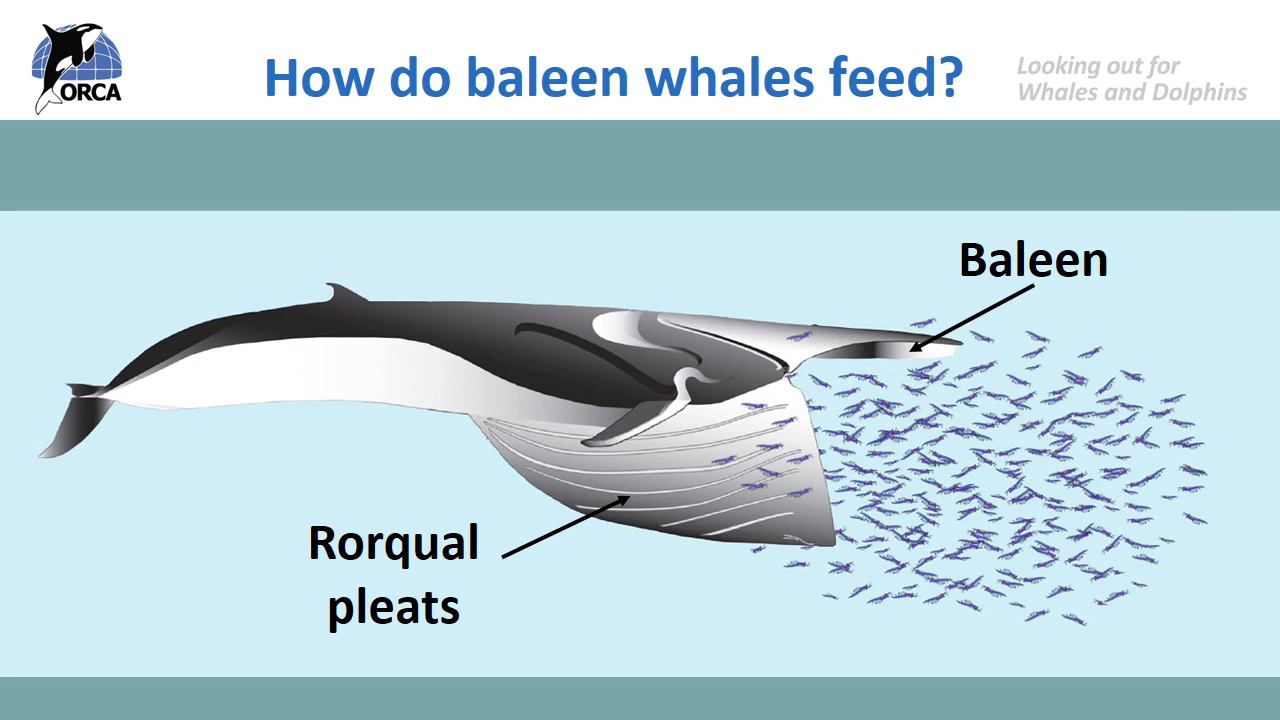 ORCA
How do baleen whales feed?
Looking out for
Whales and Dolphins
Baleen
Rorqual
pleats